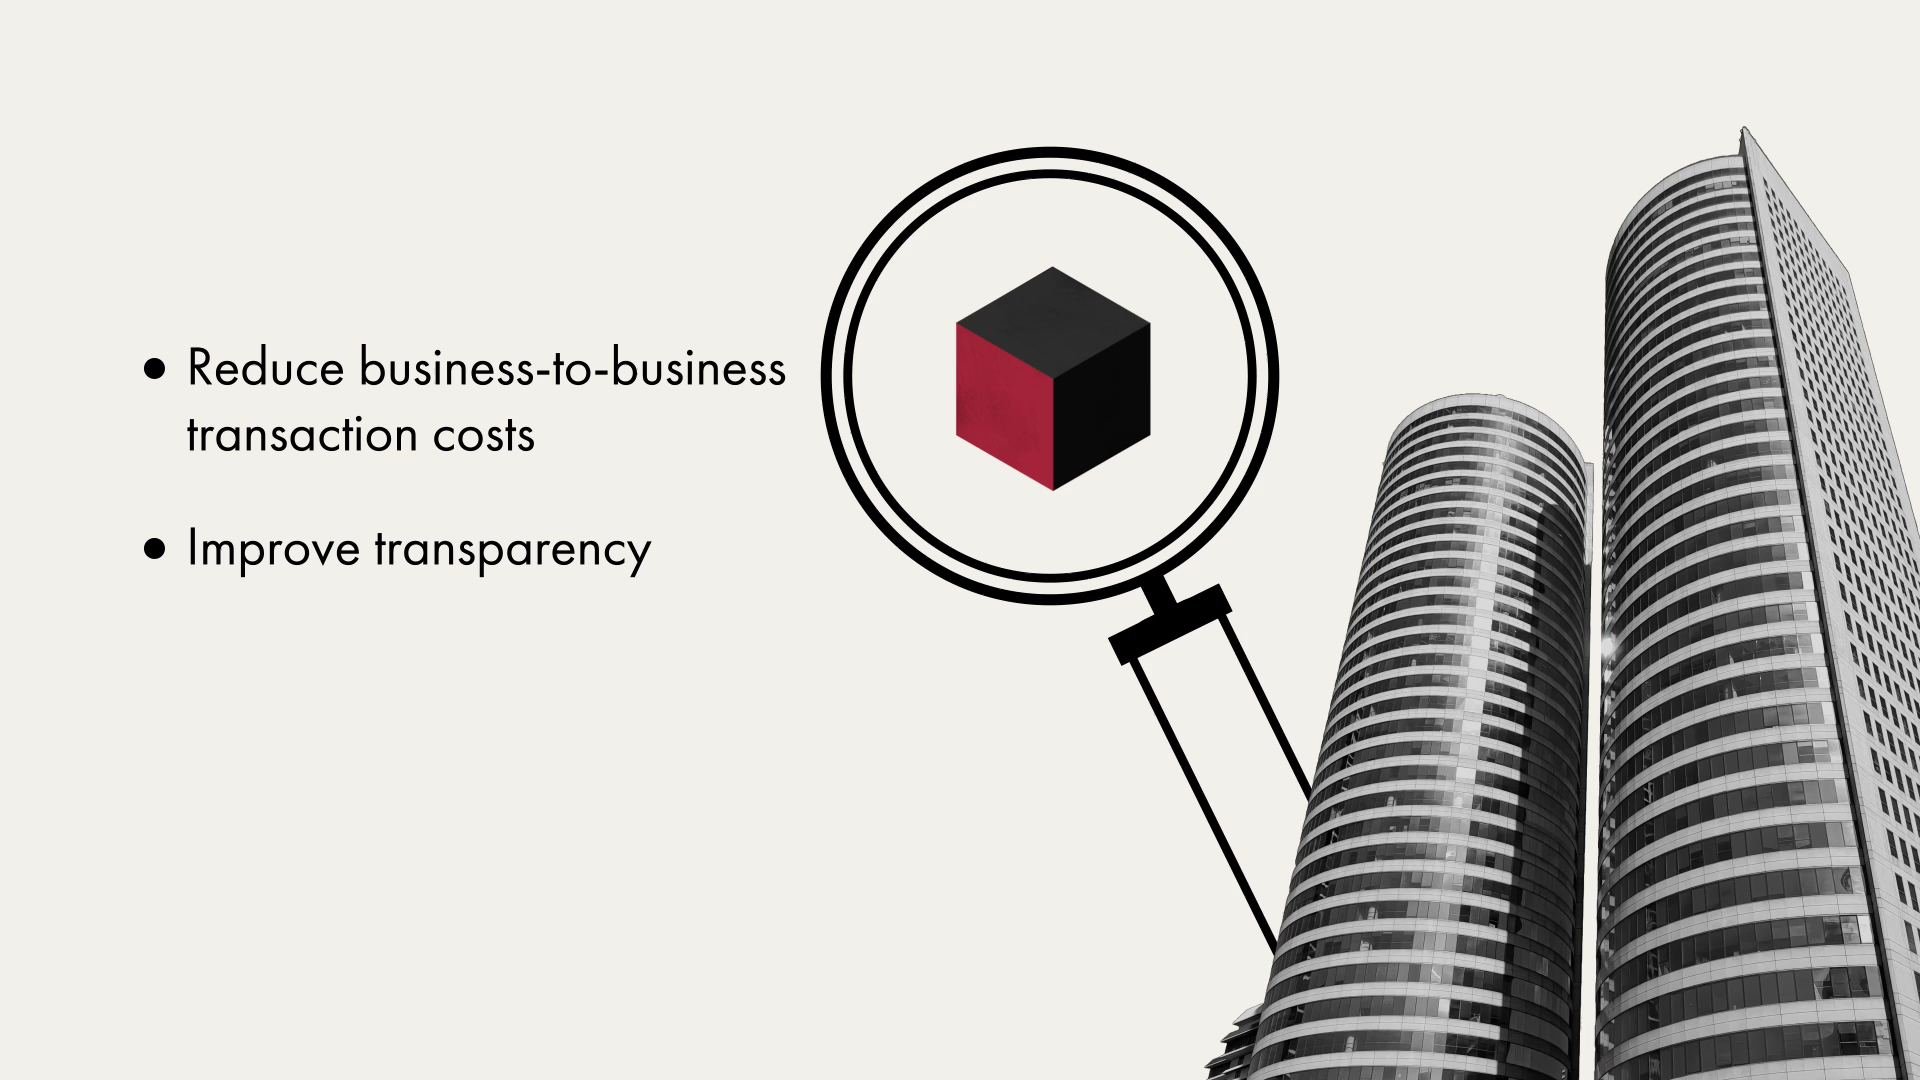 • Reduce business-to-business
transaction costs
• Improve transparency